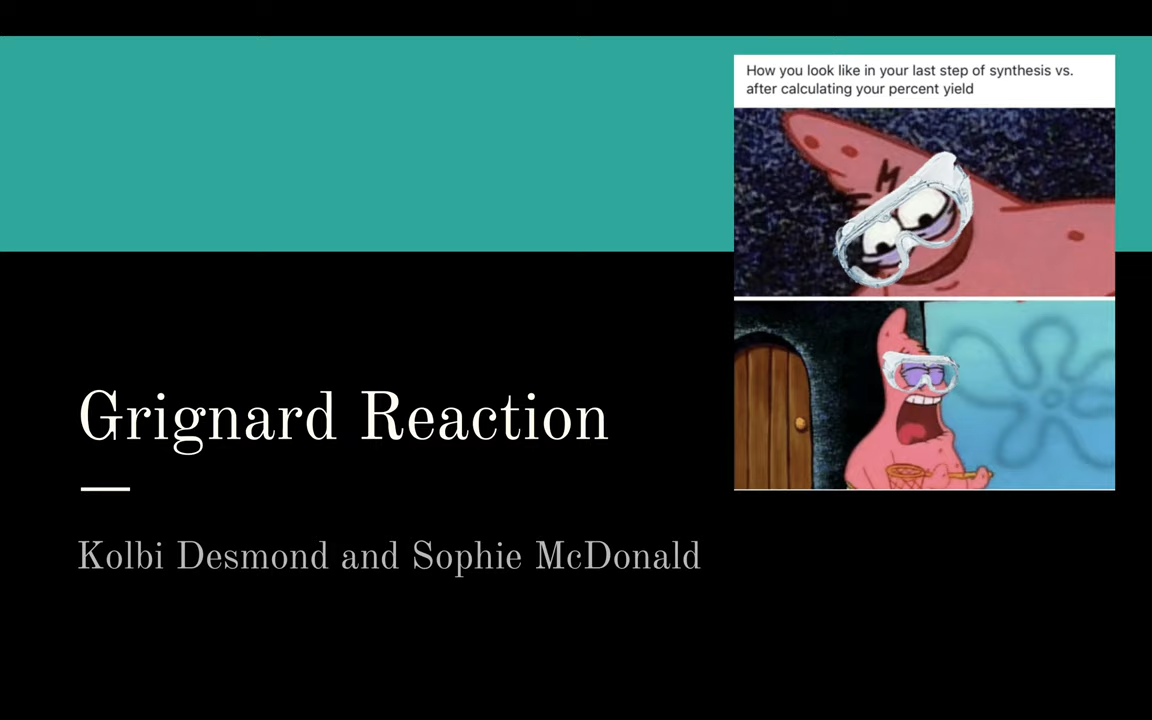 How you look like in your last step of synthesis vs.
after calculating your percent yield
Grignard Reaction
Kolbi Desmond and Sophie McDonald